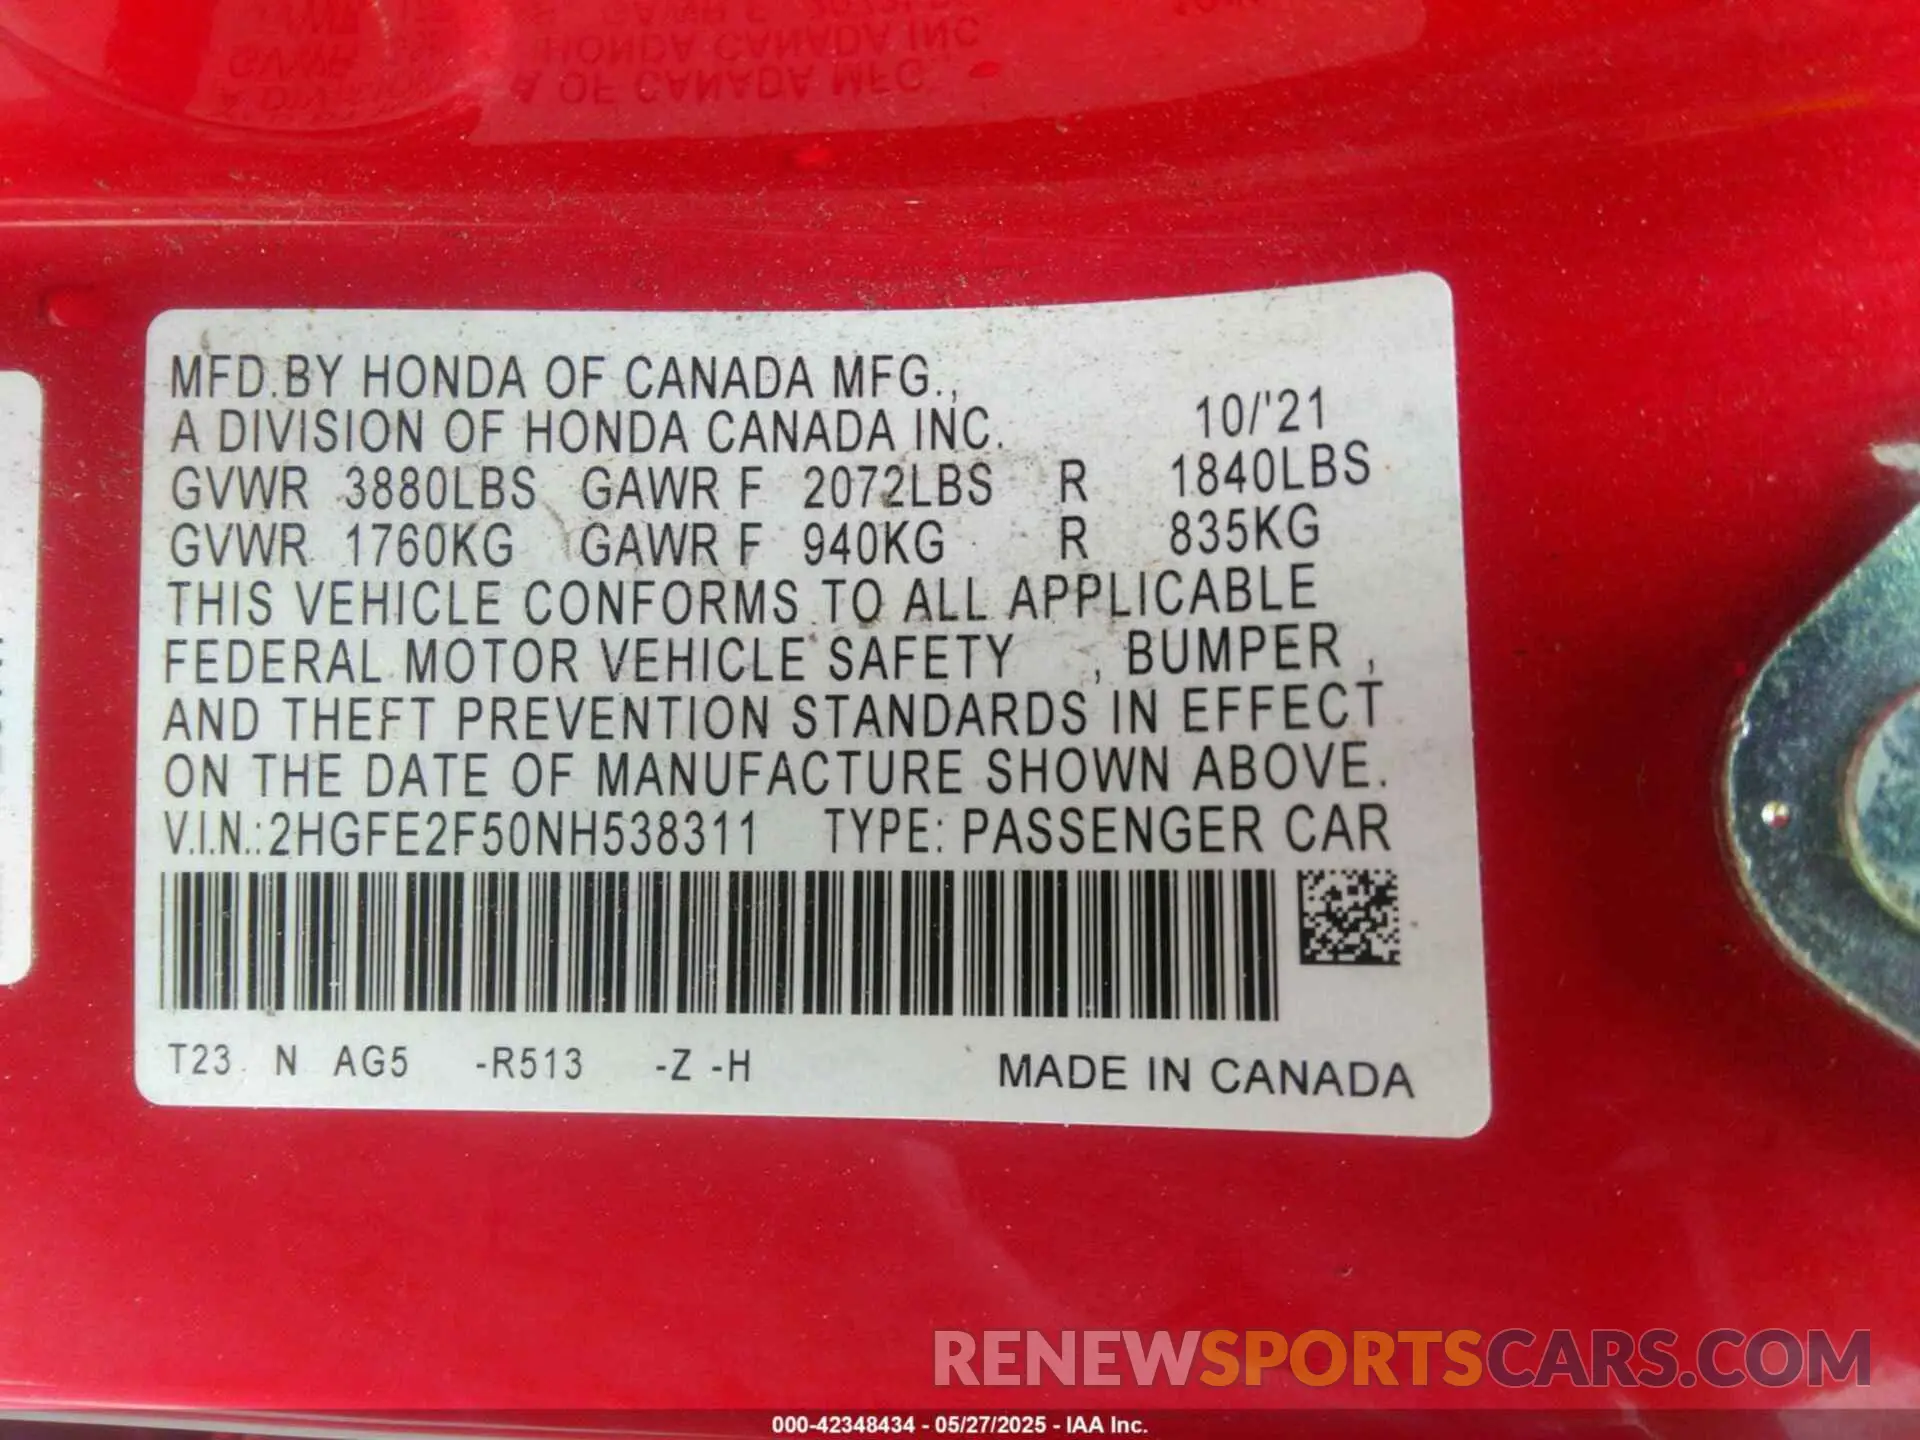 MFD.BY HONDA OF CANADA MFG.,
A DIVISION OF HONDA CANADA INC. 10/'21
GVWR 3880LBS GAWR F 2072LBS R 1840LBS
GVWR 1760KG GAWR F 940KG R 835KG
THIS VEHICLE CONFORMS TO ALL APPLICABLE
FEDERAL MOTOR VEHICLE SAFETY , BUMPER ,
AND THEFT PREVENTION STANDARDS IN EFFECT
ON THE DATE OF MANUFACTURE SHOWN ABOVE.
V.I.N.:2HGFE2F50NH538311 TYPE: PASSENGER CAR
T23 N AG5 -R513 -Z -H MADE IN CANADA
RENEWSPORTSCARS.COM
000-42348434 - 05/27/2025 - IAA Inc.